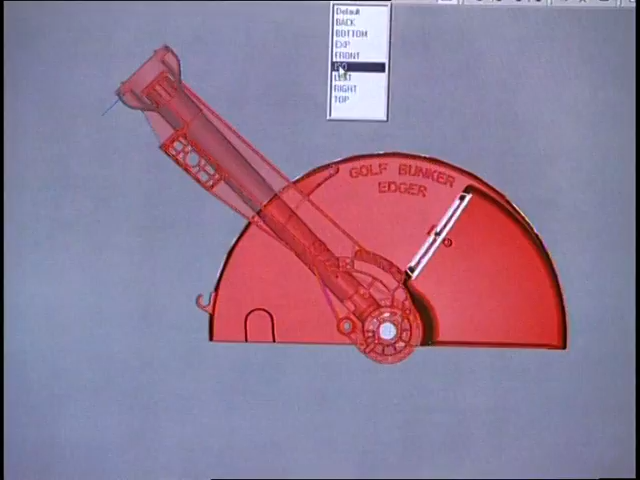 Default
BACK
BOTTOM
EXP
FRONT
LEFT
RIGHT
TOP
GOLF BUNKER
EDGER